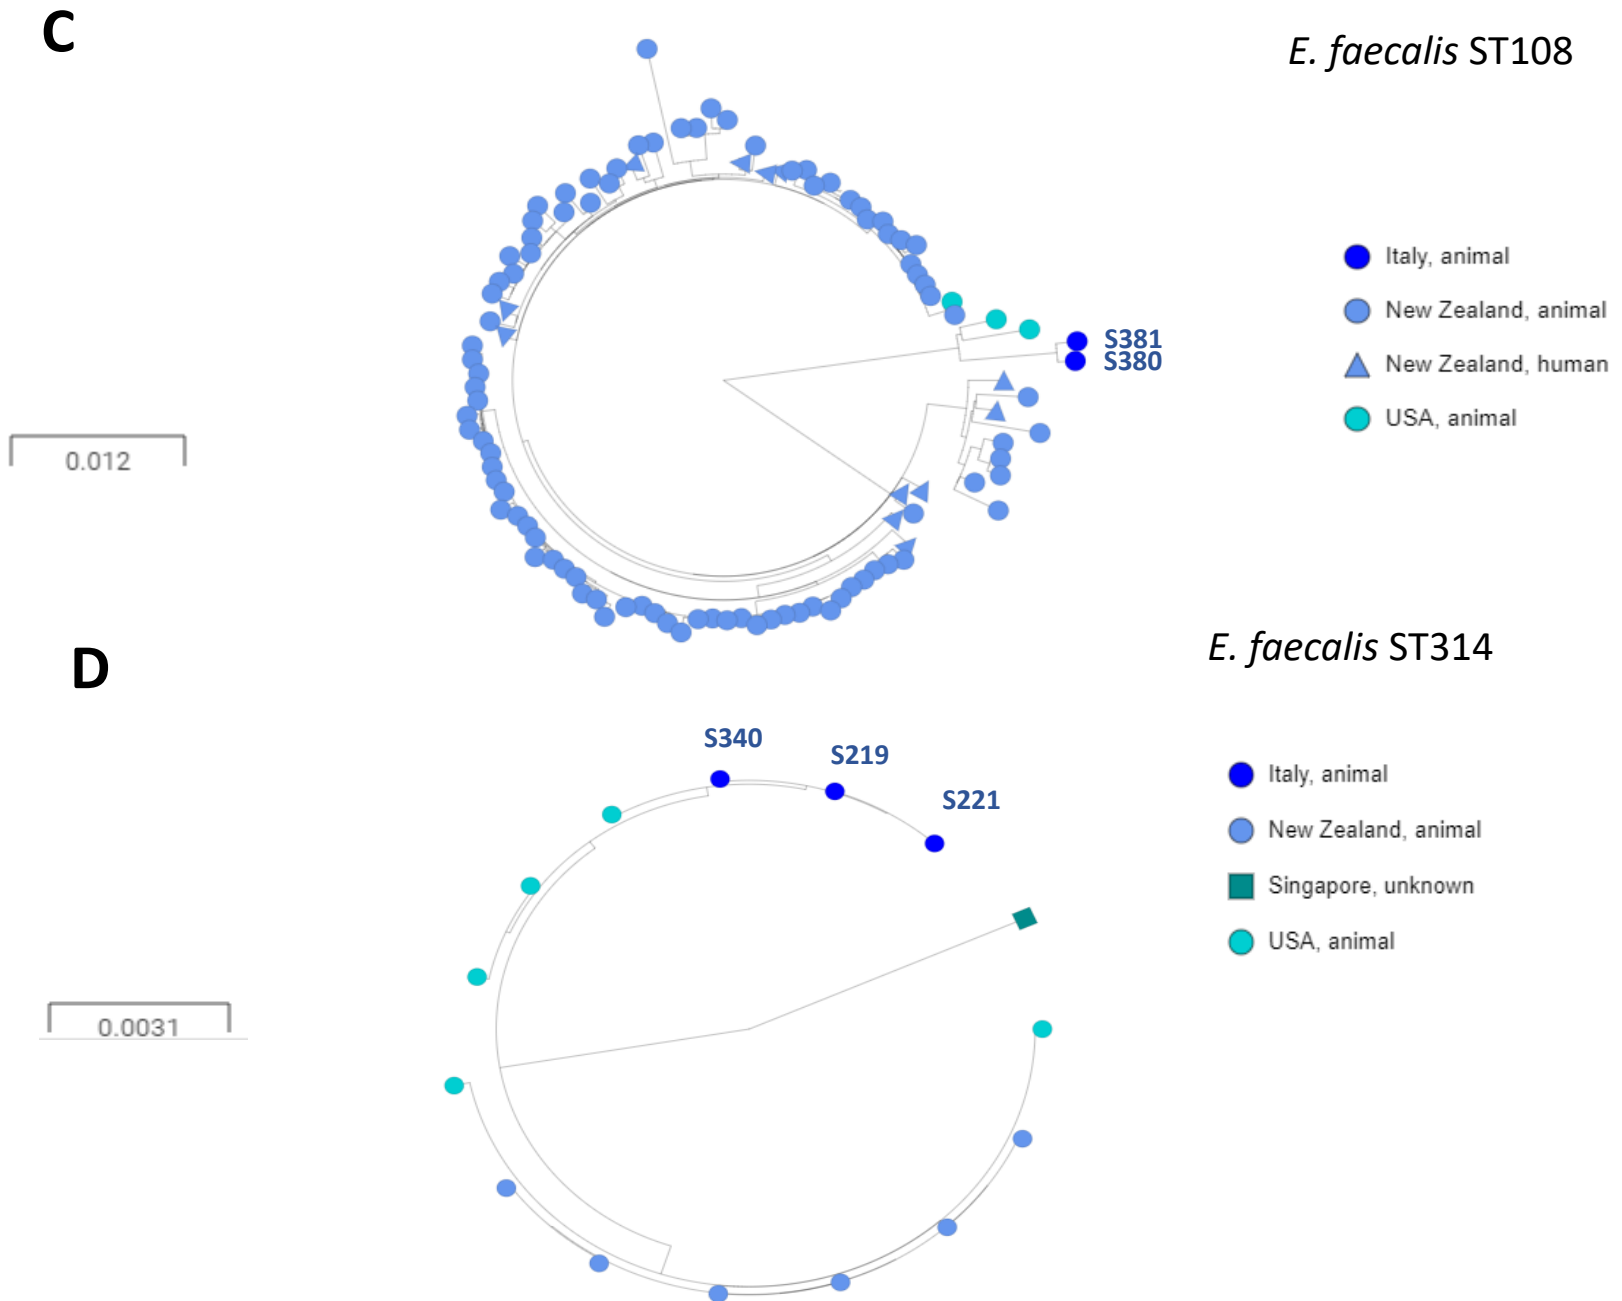 C
E. faecalis ST108
Italy, animal
New Zealand, animal
New Zealand, human
USA, animal
S381
S380
0.012
D
E. faecalis ST314
S340
S219
S221
Italy, animal
New Zealand, animal
Singapore, unknown
USA, animal
0.0031